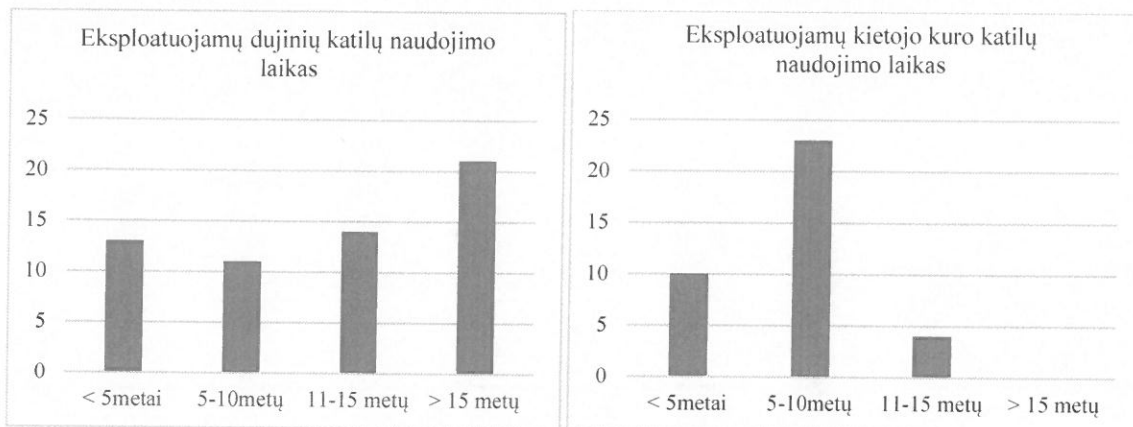 Eksploatuojamų dujinių katilų naudojimo
laikas
25
20
15
10
5
0
< 5metai
5-10metų
11-15 metų
> 15 metų
Eksploatuojamų kietojo kuro katilų
naudojimo laikas
25
20
15
10
5
0
< 5metai
5-10metų
11-15 metų
> 15 metų